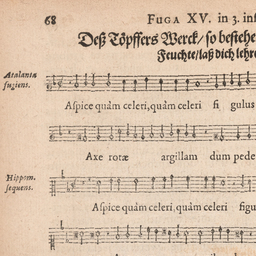 68 FUGA XV. in 3. inf
Deß Töpffers Werck/ so bestehe
Feuchte/ laß dich lehre
Atalanta
fugiens.
Aſpice quàm celeri, quàm celeri fi gulus
Axe rotæ argillam dum pede
Hippom.
ſequens.
Aſpice quàm celeri, quàm celeri figu